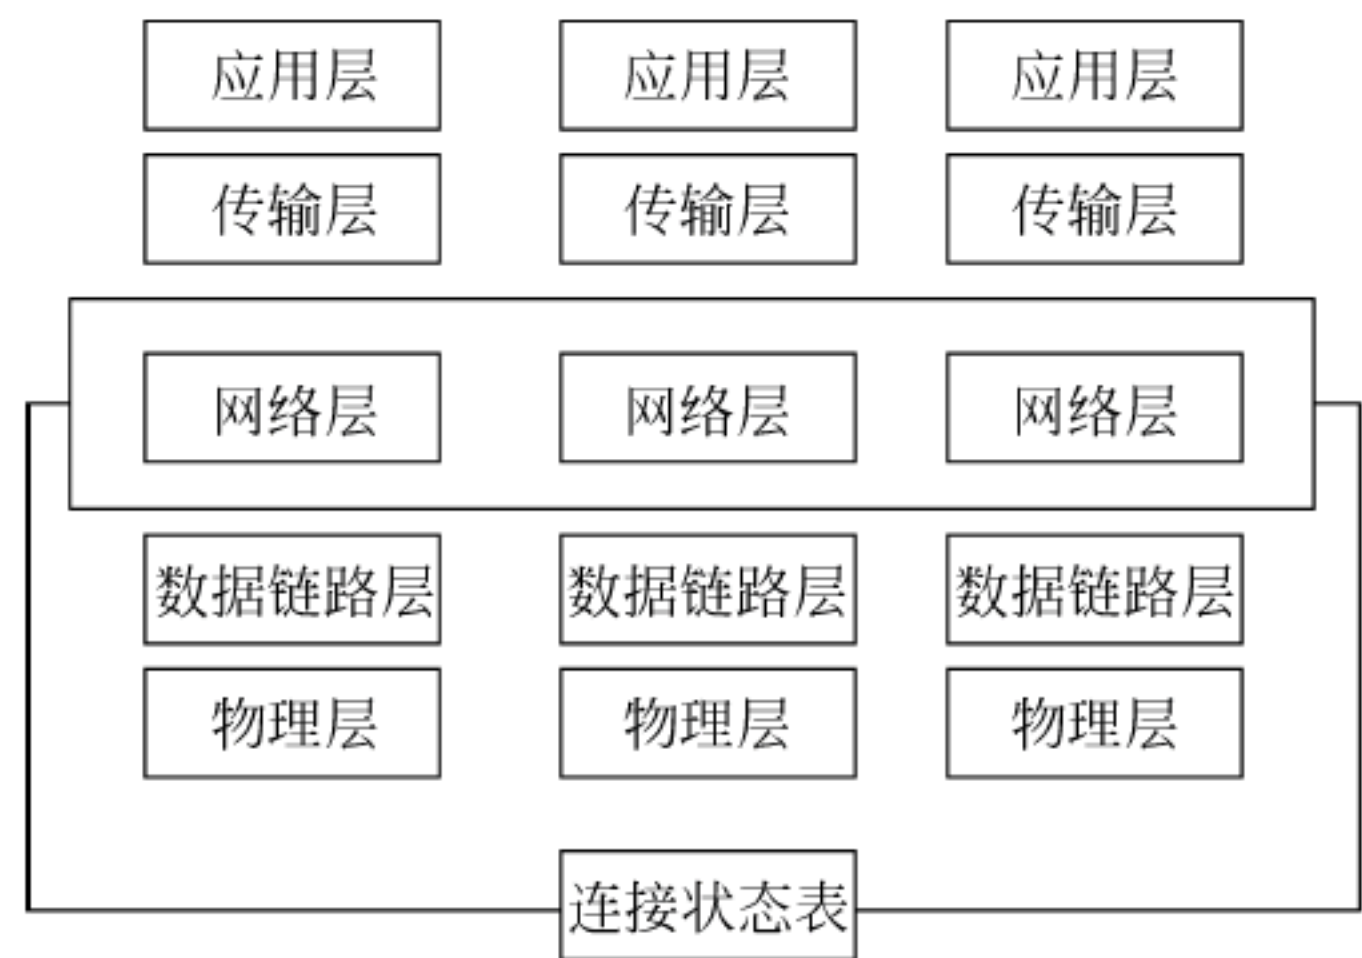 应用层 应用层 应用层
传输层 传输层 传输层
网络层 网络层 网络层
数据链路层 数据链路层 数据链路层
物理层 物理层 物理层
连接状态表